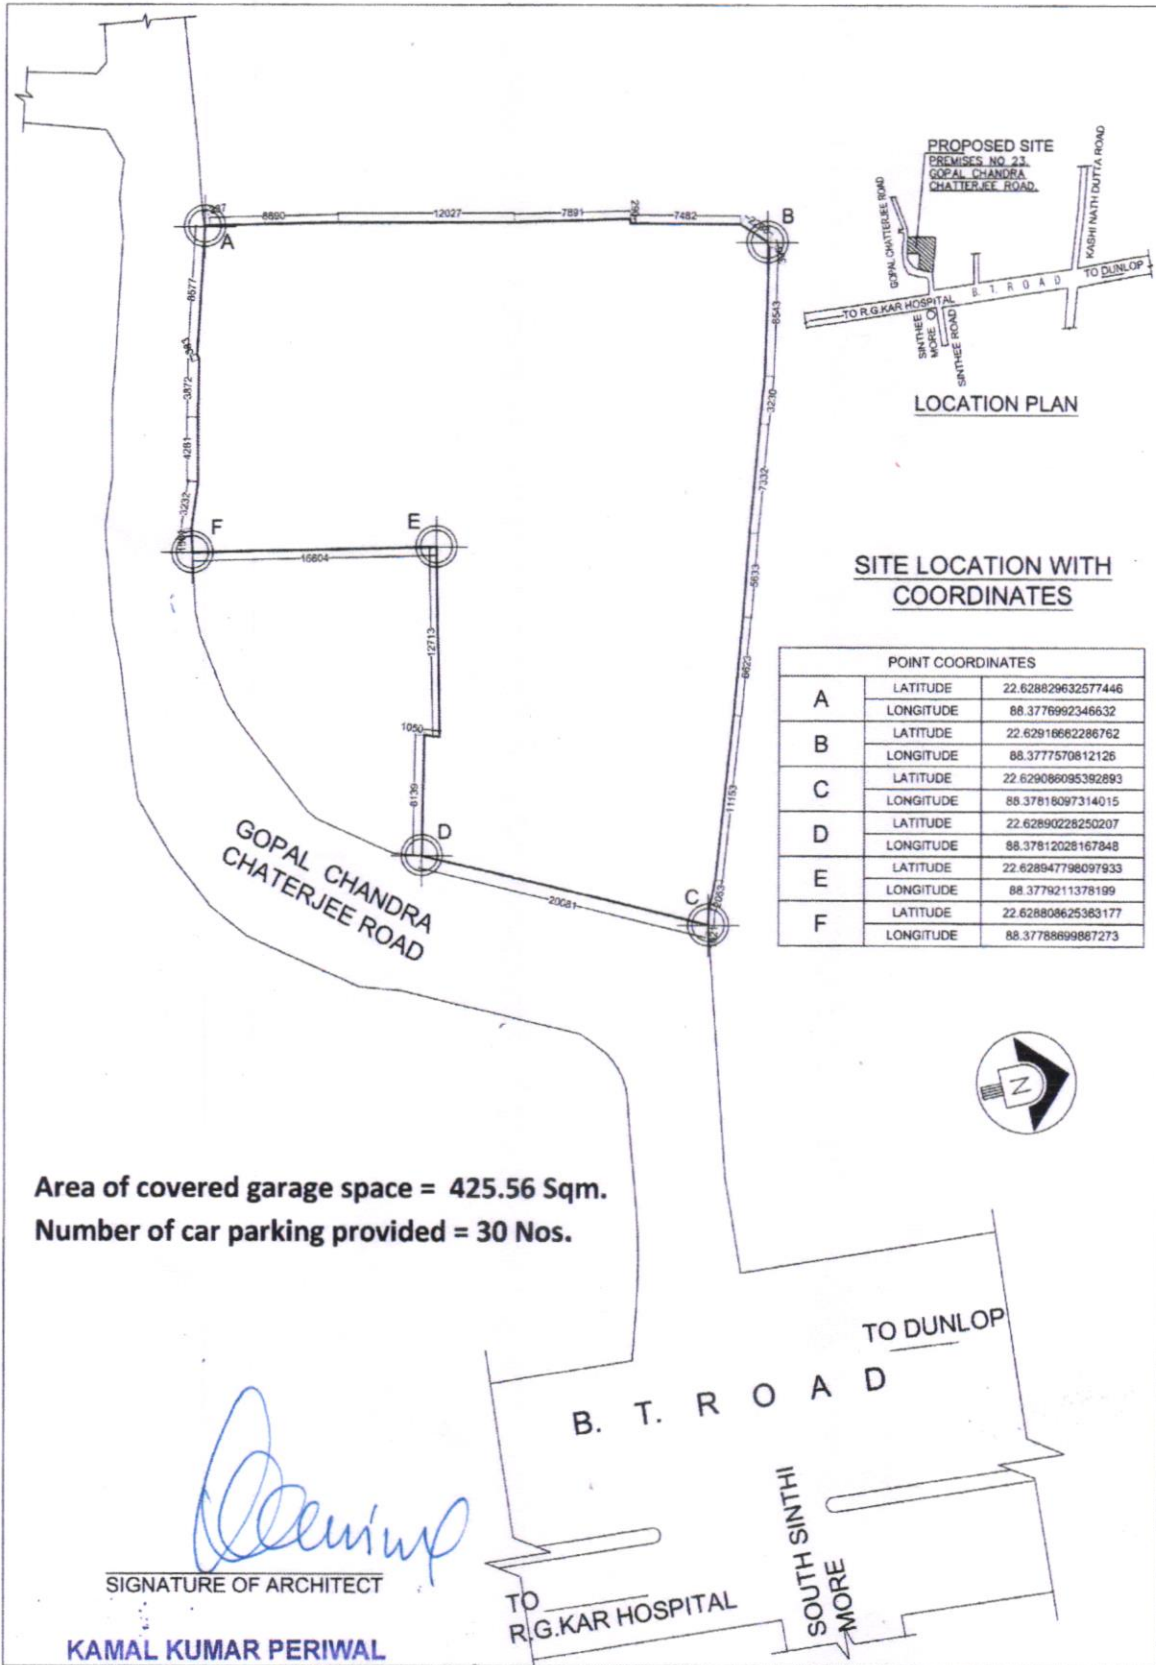 PROPOSED SITE
PREMISES NO 23,
GOPAL CHANDRA
CHATTERJEE ROAD.
GOPAL CHATTERJEE ROAD
KASHI NATH DUTTA ROAD
B. T. ROAD
TO DUNLOP
TO R.G.KAR HOSPITAL
SINTHEE
MORE
SINTHEE ROAD
LOCATION PLAN
A
8890
12027
7891
7482
B
8577
3872
4281
3232
F
16604
E
12713
1050
8139
D
20081
C
8543
3230
7332
5633
6623
11153
2083
SITE LOCATION WITH
COORDINATES
POINT COORDINATES
A LATITUDE 22.628829632577446
LONGITUDE 88.3776992346632
B LATITUDE 22.62916662286762
LONGITUDE 88.3777570812126
C LATITUDE 22.629086095392893
LONGITUDE 88.37818097314015
D LATITUDE 22.62890228250207
LONGITUDE 88.37812028167848
E LATITUDE 22.628947798097933
LONGITUDE 88.3779211378199
F LATITUDE 22.628808625383177
LONGITUDE 88.37788699887273
GOPAL CHANDRA
CHATERJEE ROAD
N
Area of covered garage space = 425.56 Sqm.
Number of car parking provided = 30 Nos.
TO DUNLOP
B. T. ROAD
SOUTH SINTHI
MORE
TO
R.G.KAR HOSPITAL
SIGNATURE OF ARCHITECT
KAMAL KUMAR PERIWAL